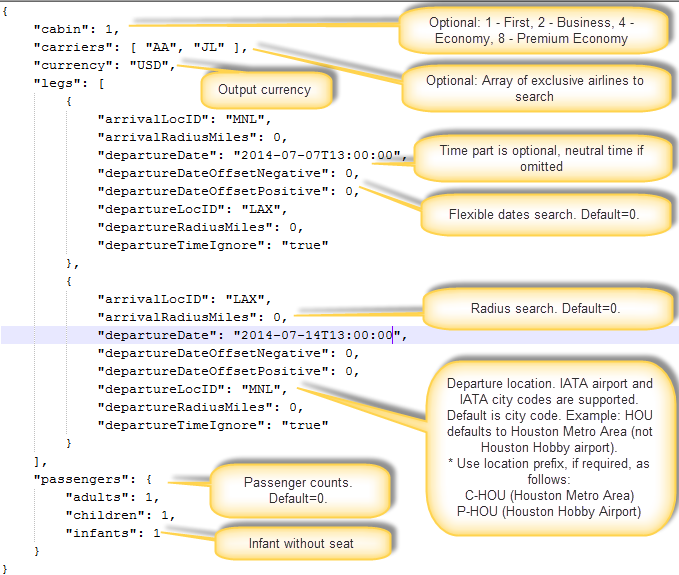 {
"cabin": 1,
Optional: 1 - First, 2 - Business, 4 -
Economy, 8 - Premium Economy
"carriers": [ "AA", "JL" ],
"currency": "USD",
Optional: Array of exclusive airlines to
search
"legs": [
Output currency
{
"arrivalLocID": "MNL",
"arrivalRadiusMiles": 0,
"departureDate": "2014-07-07T13:00:00",
Time part is optional, neutral time if
omitted
"departureDateOffsetNegative": 0,
"departureDateOffsetPositive": 0,
"departureLocID": "LAX",
Flexible dates search. Default=0.
"departureRadiusMiles": 0,
"departureTimeIgnore": "true"
},
{
"arrivalLocID": "LAX",
"arrivalRadiusMiles": 0,
Radius search. Default=0.
"departureDate": "2014-07-14T13:00:00",
"departureDateOffsetNegative": 0,
"departureDateOffsetPositive": 0,
"departureLocID": "MNL",
"departureRadiusMiles": 0,
"departureTimeIgnore": "true"
}
Departure location. IATA airport and
IATA city codes are supported.
Default is city code. Example: HOU
defaults to Houston Metro Area (not
Houston Hobby airport).
* Use location prefix, if required, as
follows:
C-HOU (Houston Metro Area)
P-HOU (Houston Hobby Airport)
],
"passengers": {
Passenger counts.
Default=0.
"adults": 1,
"children": 1,
"infants": 1
Infant without seat
}
}